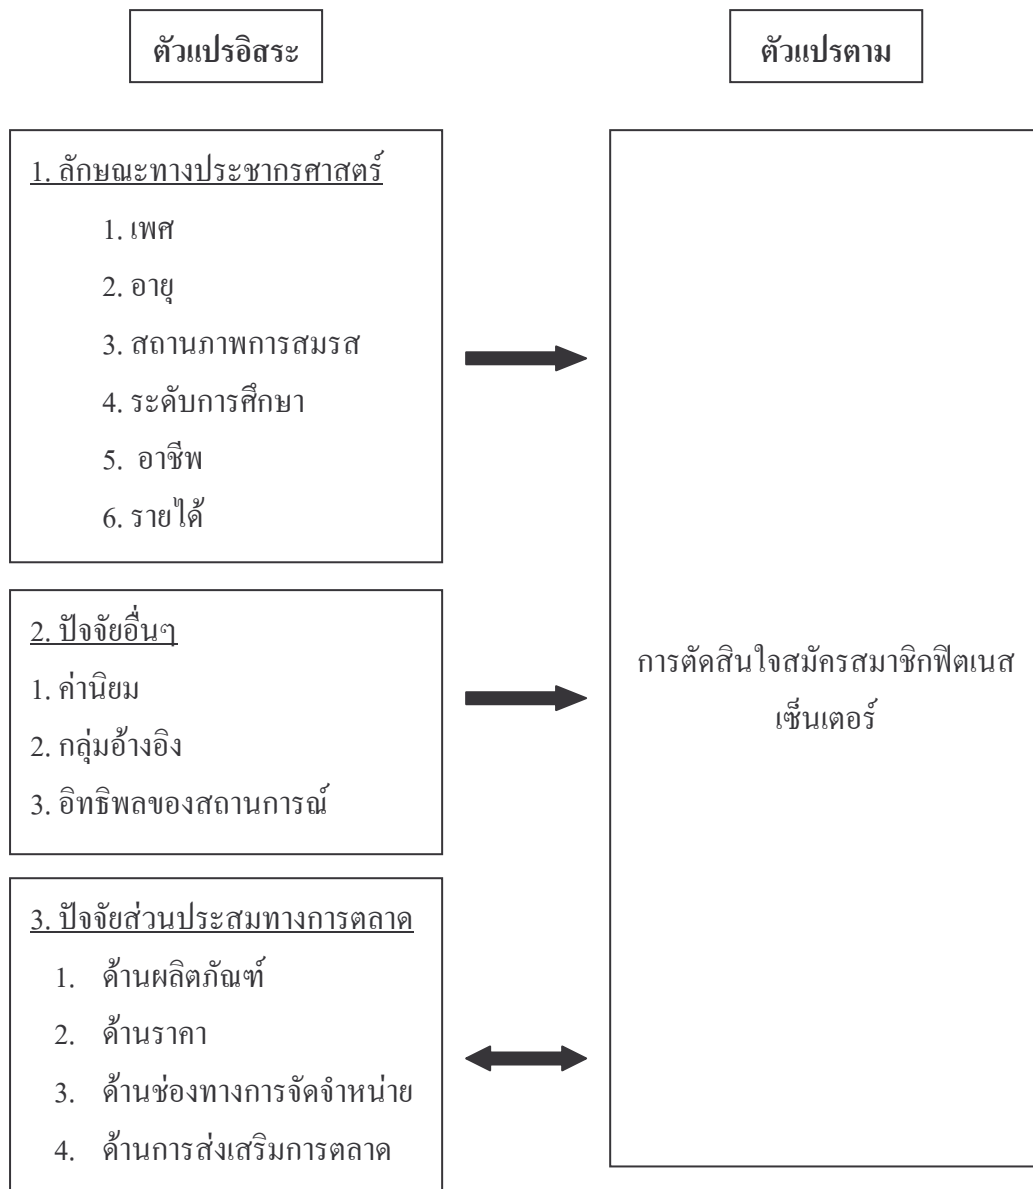 ตัวแปรอิสระ
ตัวแปรตาม
1. ลักษณะทางประชากรศาสตร์
1. เพศ
2. อายุ
3. สถานภาพการสมรส
4. ระดับการศึกษา
5. อาชีพ
6. รายได้
2. ปัจจัยอื่นๆ
1. ค่านิยม
2. กลุ่มอ้างอิง
3. อิทธิพลของสถานการณ์
3. ปัจจัยส่วนประสมทางการตลาด
1. ด้านผลิตภัณฑ์
2. ด้านราคา
3. ด้านช่องทางการจัดจำหน่าย
4. ด้านการส่งเสริมการตลาด
การตัดสินใจสมัครสมาชิกฟิตเนส
เซ็นเตอร์